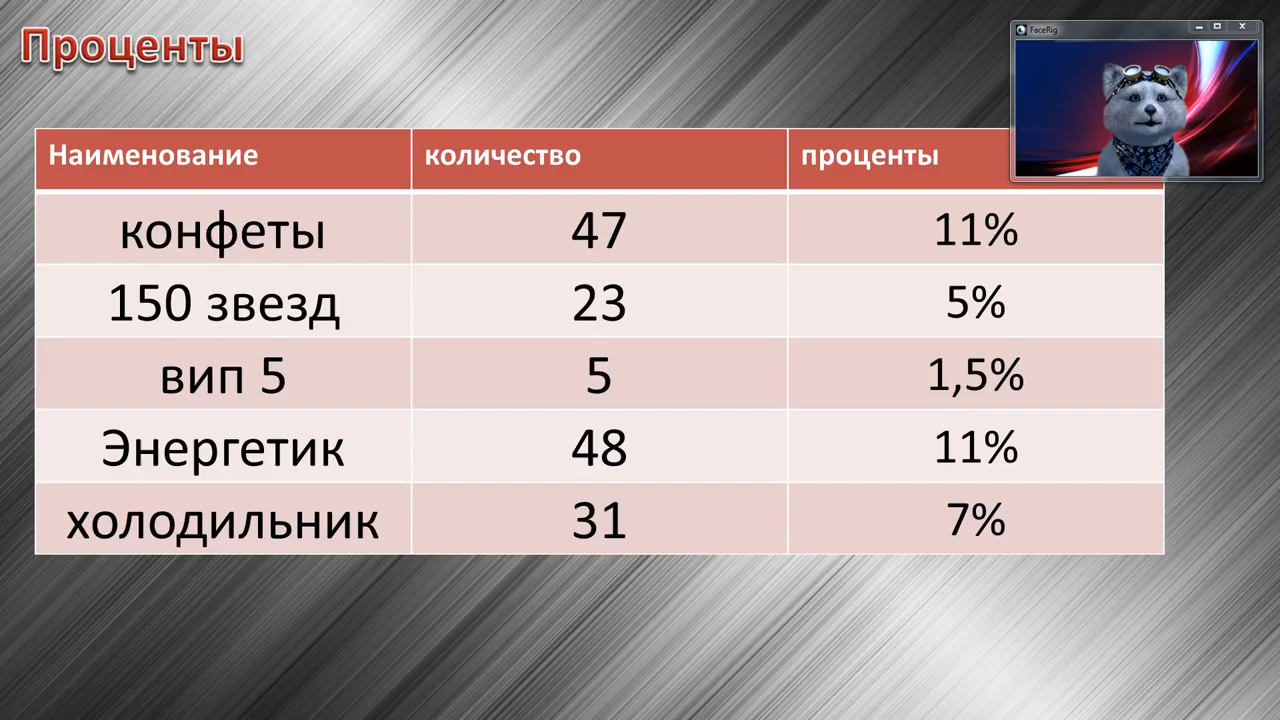 Проценты
FaceRig
Наименование количество проценты
конфеты 47 11%
150 звезд 23 5%
вип 5 5 1,5%
Энергетик 48 11%
холодильник 31 7%